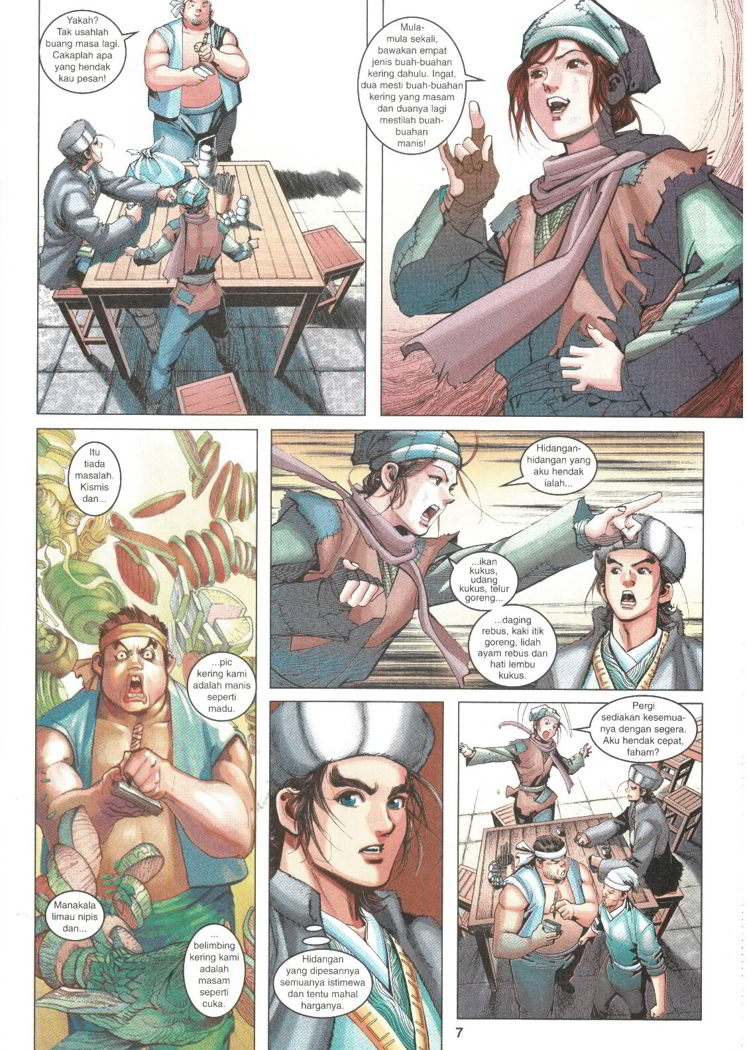 Yakah?
Tak usahlah
buang masa lagi.
Cakaplah apa
yang hendak
kau pesan!
Mula-
mula sekali,
bawakan empat
jenis buah-buahan
kering dahulu. Ingat,
dua mesti buah-buahan
kering yang masam
dan duanya lagi
mestilah buah-
buahan
manis!
Itu
tiada
masalah.
Kismis
dan...
...pic
kering kami
adalah manis
seperti
madu.
Manakala
limau nipis
dan...
...
belimbing
kering kami
adalah
masam
seperti
cuka.
Hidangan-
hidangan yang
aku hendak
ialah...
...ikan
kukus,
udang
kukus, telur
goreng...
...daging
rebus, kaki itik
goreng, lidah
ayam rebus dan
hati lembu
kukus.
Hidangan
yang dipesannya
semuanya istimewa
dan tentu mahal
harganya.
Pergi
sediakan kesemua-
nya dengan segera.
Aku hendak cepat,
faham?
7